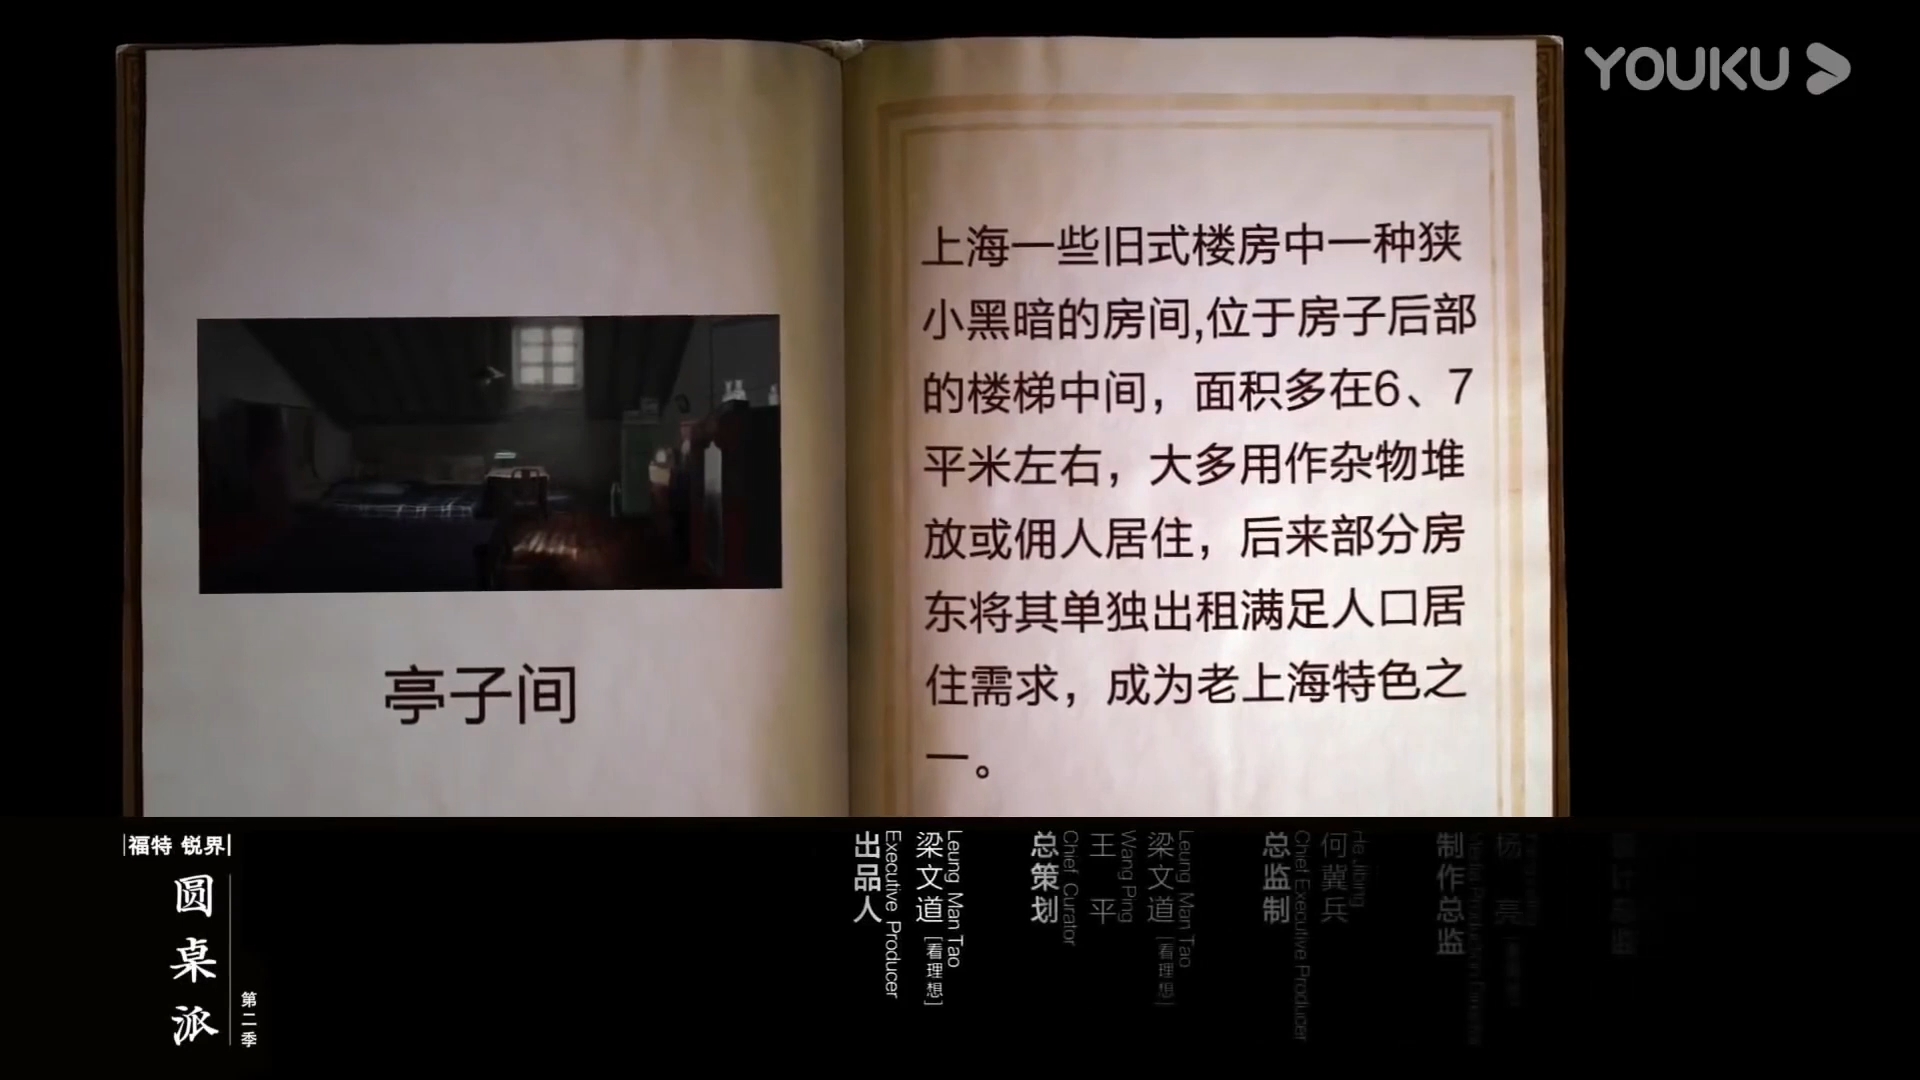 YOUKU
亭子间
上海一些旧式楼房中一种狭
小黑暗的房间,位于房子后部
的楼梯中间，面积多在6、7
平米左右，大多用作杂物堆
放或佣人居住，后来部分房
东将其单独出租满足人口居
住需求，成为老上海特色之
一。
福特 锐界
圆桌派
第二季
出品人
Executive Producer
梁文道[看理想]
Leung Man Tao
总策划
Chief Curator
王平
Wang Ping
梁文道[看理想]
Leung Man Tao
总监制
Chief Executive Producer
何冀兵
He Jibing
制作总监
杨亮